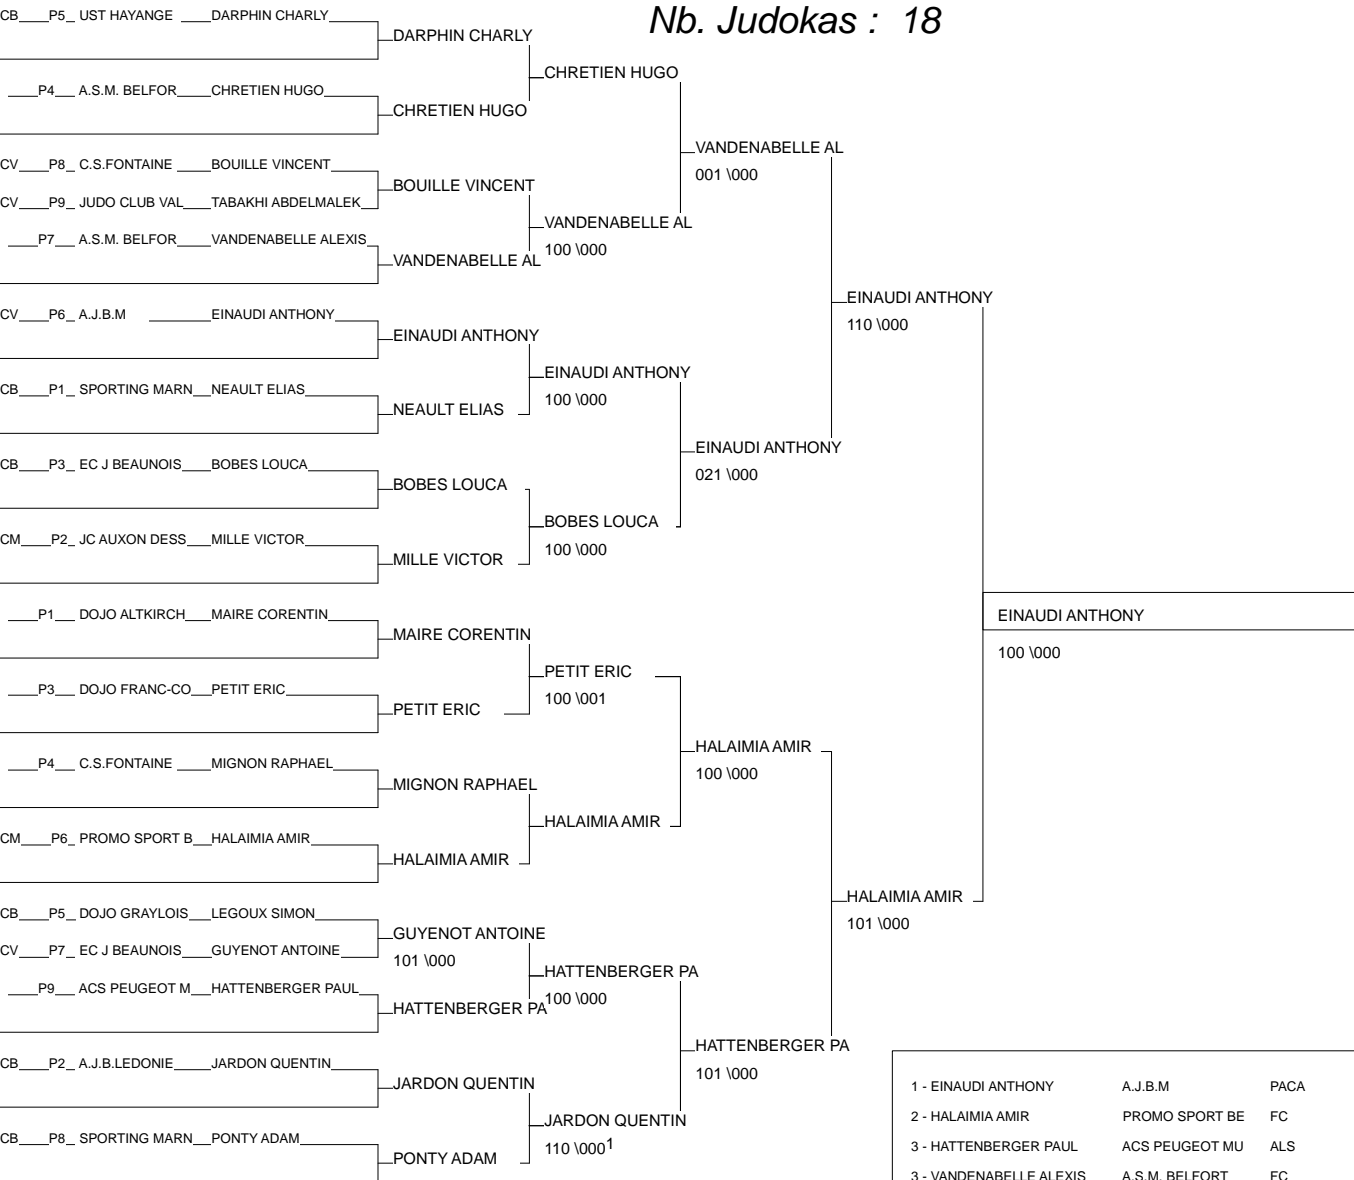 Nb. Judokas : 18
CB P5 UST HAYANGE DARPHIN CHARLY
P4 A.S.M. BELFOR CHRETIEN HUGO
CV P8 C.S.FONTAINE BOUILLE VINCENT
CV P9 JUDO CLUB VAL TABAKHI ABDELMALEK
P7 A.S.M. BELFOR VANDENABELLE ALEXIS
CV P6 A.J.B.M EINAUDI ANTHONY
CB P1 SPORTING MARN NEAULT ELIAS
CB P3 EC J BEAUNOIS BOBES LOUCA
CM P2 JC AUXON DESS MILLE VICTOR
P1 DOJO ALTKIRCH MAIRE CORENTIN
P3 DOJO FRANC-CO PETIT ERIC
P4 C.S.FONTAINE MIGNON RAPHAEL
CM P6 PROMO SPORT B HALAIMIA AMIR
CB P5 DOJO GRAYLOIS LEGOUX SIMON
CV P7 EC J BEAUNOIS GUYENOT ANTOINE
P9 ACS PEUGEOT M HATTENBERGER PAUL
CB P2 A.J.B.LEDONIE JARDON QUENTIN
CB P8 SPORTING MARN PONTY ADAM
DARPHIN CHARLY
CHRETIEN HUGO
BOUILLE VINCENT
VANDENABELLE AL
EINAUDI ANTHONY
NEAULT ELIAS
BOBES LOUCA
MILLE VICTOR
MAIRE CORENTIN
PETIT ERIC
MIGNON RAPHAEL
HALAIMIA AMIR
GUYENOT ANTOINE
101 \000
HATTENBERGER PA
JARDON QUENTIN
PONTY ADAM
CHRETIEN HUGO
VANDENABELLE AL
100 \000
EINAUDI ANTHONY
100 \000
BOBES LOUCA
100 \000
PETIT ERIC
100 \001
HALAIMIA AMIR
HATTENBERGER PA
100 \000
JARDON QUENTIN
110 \0001
VANDENABELLE AL
001 \000
EINAUDI ANTHONY
021 \000
HALAIMIA AMIR
100 \000
HATTENBERGER PA
101 \000
EINAUDI ANTHONY
110 \000
HALAIMIA AMIR
101 \000
EINAUDI ANTHONY
100 \000
1 - EINAUDI ANTHONY A.J.B.M PACA
2 - HALAIMIA AMIR PROMO SPORT BE FC
3 - HATTENBERGER PAUL ACS PEUGEOT MU ALS
3 - VANDENABELLE ALEXIS A.S.M. BELFORT FC